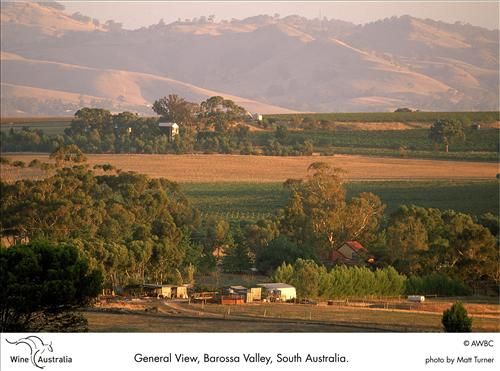 © AWBC
Wine Australia
General View, Barossa Valley, South Australia.
photo by Matt Turner